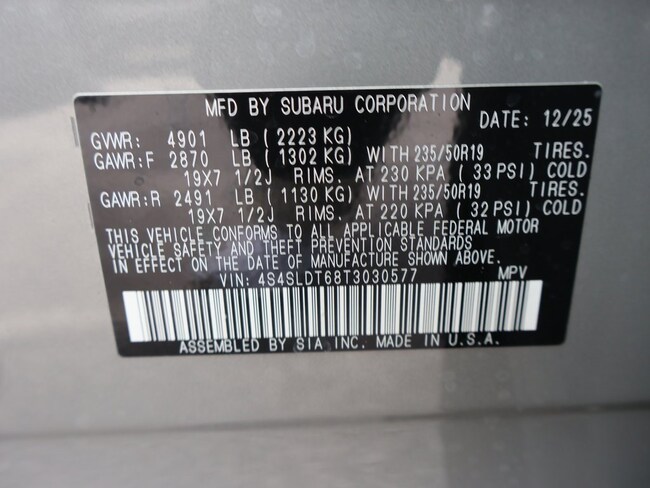 MFD BY SUBARU CORPORATION
DATE: 12/25
GVWR: 4901 LB ( 2223 KG)
GAWR:F 2870 LB ( 1302 KG) WITH 235/50R19 TIRES.
19X7 1/2J RIMS. AT 230 KPA ( 33 PSI) COLD
GAWR:R 2491 LB ( 1130 KG) WITH 235/50R19 TIRES.
19X7 1/2J RIMS. AT 220 KPA ( 32 PSI) COLD
THIS VEHICLE CONFORMS TO ALL APPLICABLE FEDERAL MOTOR
VEHICLE SAFETY AND THEFT PREVENTION STANDARDS
IN EFFECT ON THE DATE OF MANUFACTURE SHOWN ABOVE.
VIN: 4S4SLDT68T3030577 MPV
ASSEMBLED BY SIA INC. MADE IN U.S.A.